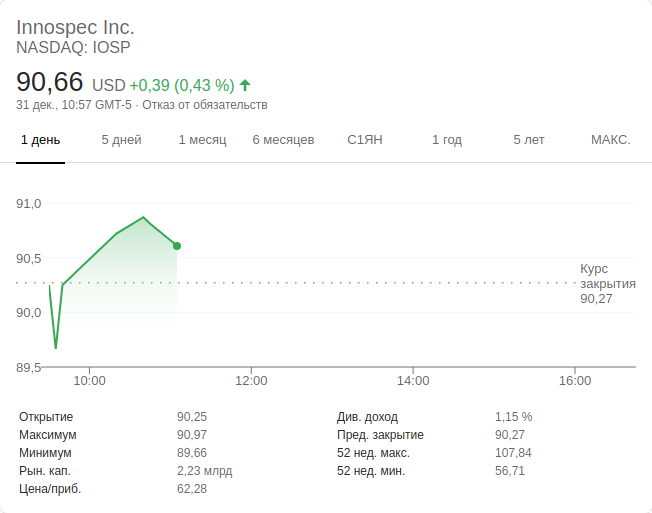 Innospec Inc.
NASDAQ: IOSP
90,66 USD +0,39 (0,43 %)
31 дек., 10:57 GMT-5 · Отказ от обязательств
1 день 5 дней 1 месяц 6 месяцев С1ЯН 1 год 5 лет МАКС.
91,0
90,5
Курс
закрытия
90,27
90,0
89,5
10:00 12:00 14:00 16:00
Открытие 90,25 Див. доход 1,15 %
Максимум 90,97 Пред. закрытие 90,27
Минимум 89,66 52 нед. макс. 107,84
Рын. кап. 2,23 млрд 52 нед. мин. 56,71
Цена/приб. 62,28